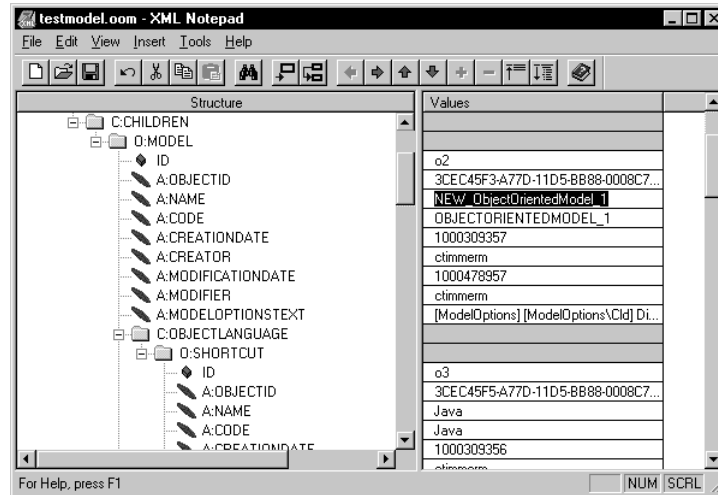 testmodel.oom - XML Notepad
File Edit View Insert Tools Help
Structure Values
C:CHILDREN
O:MODEL
ID o2
A:OBJECTID 3CEC45F3-A77D-11D5-BB88-0008C7...
A:NAME NEW_ObjectOrientedModel_1
A:CODE OBJECTORIENTEDMODEL_1
A:CREATIONDATE 1000309357
A:CREATOR ctimmerm
A:MODIFICATIONDATE 1000478957
A:MODIFIER ctimmerm
A:MODELOPTIONSTEXT [ModelOptions] [ModelOptions\Cld] Di...
C:OBJECTLANGUAGE
O:SHORTCUT
ID o3
A:OBJECTID 3CEC45F5-A77D-11D5-BB88-0008C7...
A:NAME Java
A:CODE Java
A:CREATIONDATE 1000309356
ctimmerm
For Help, press F1 NUM SCRL